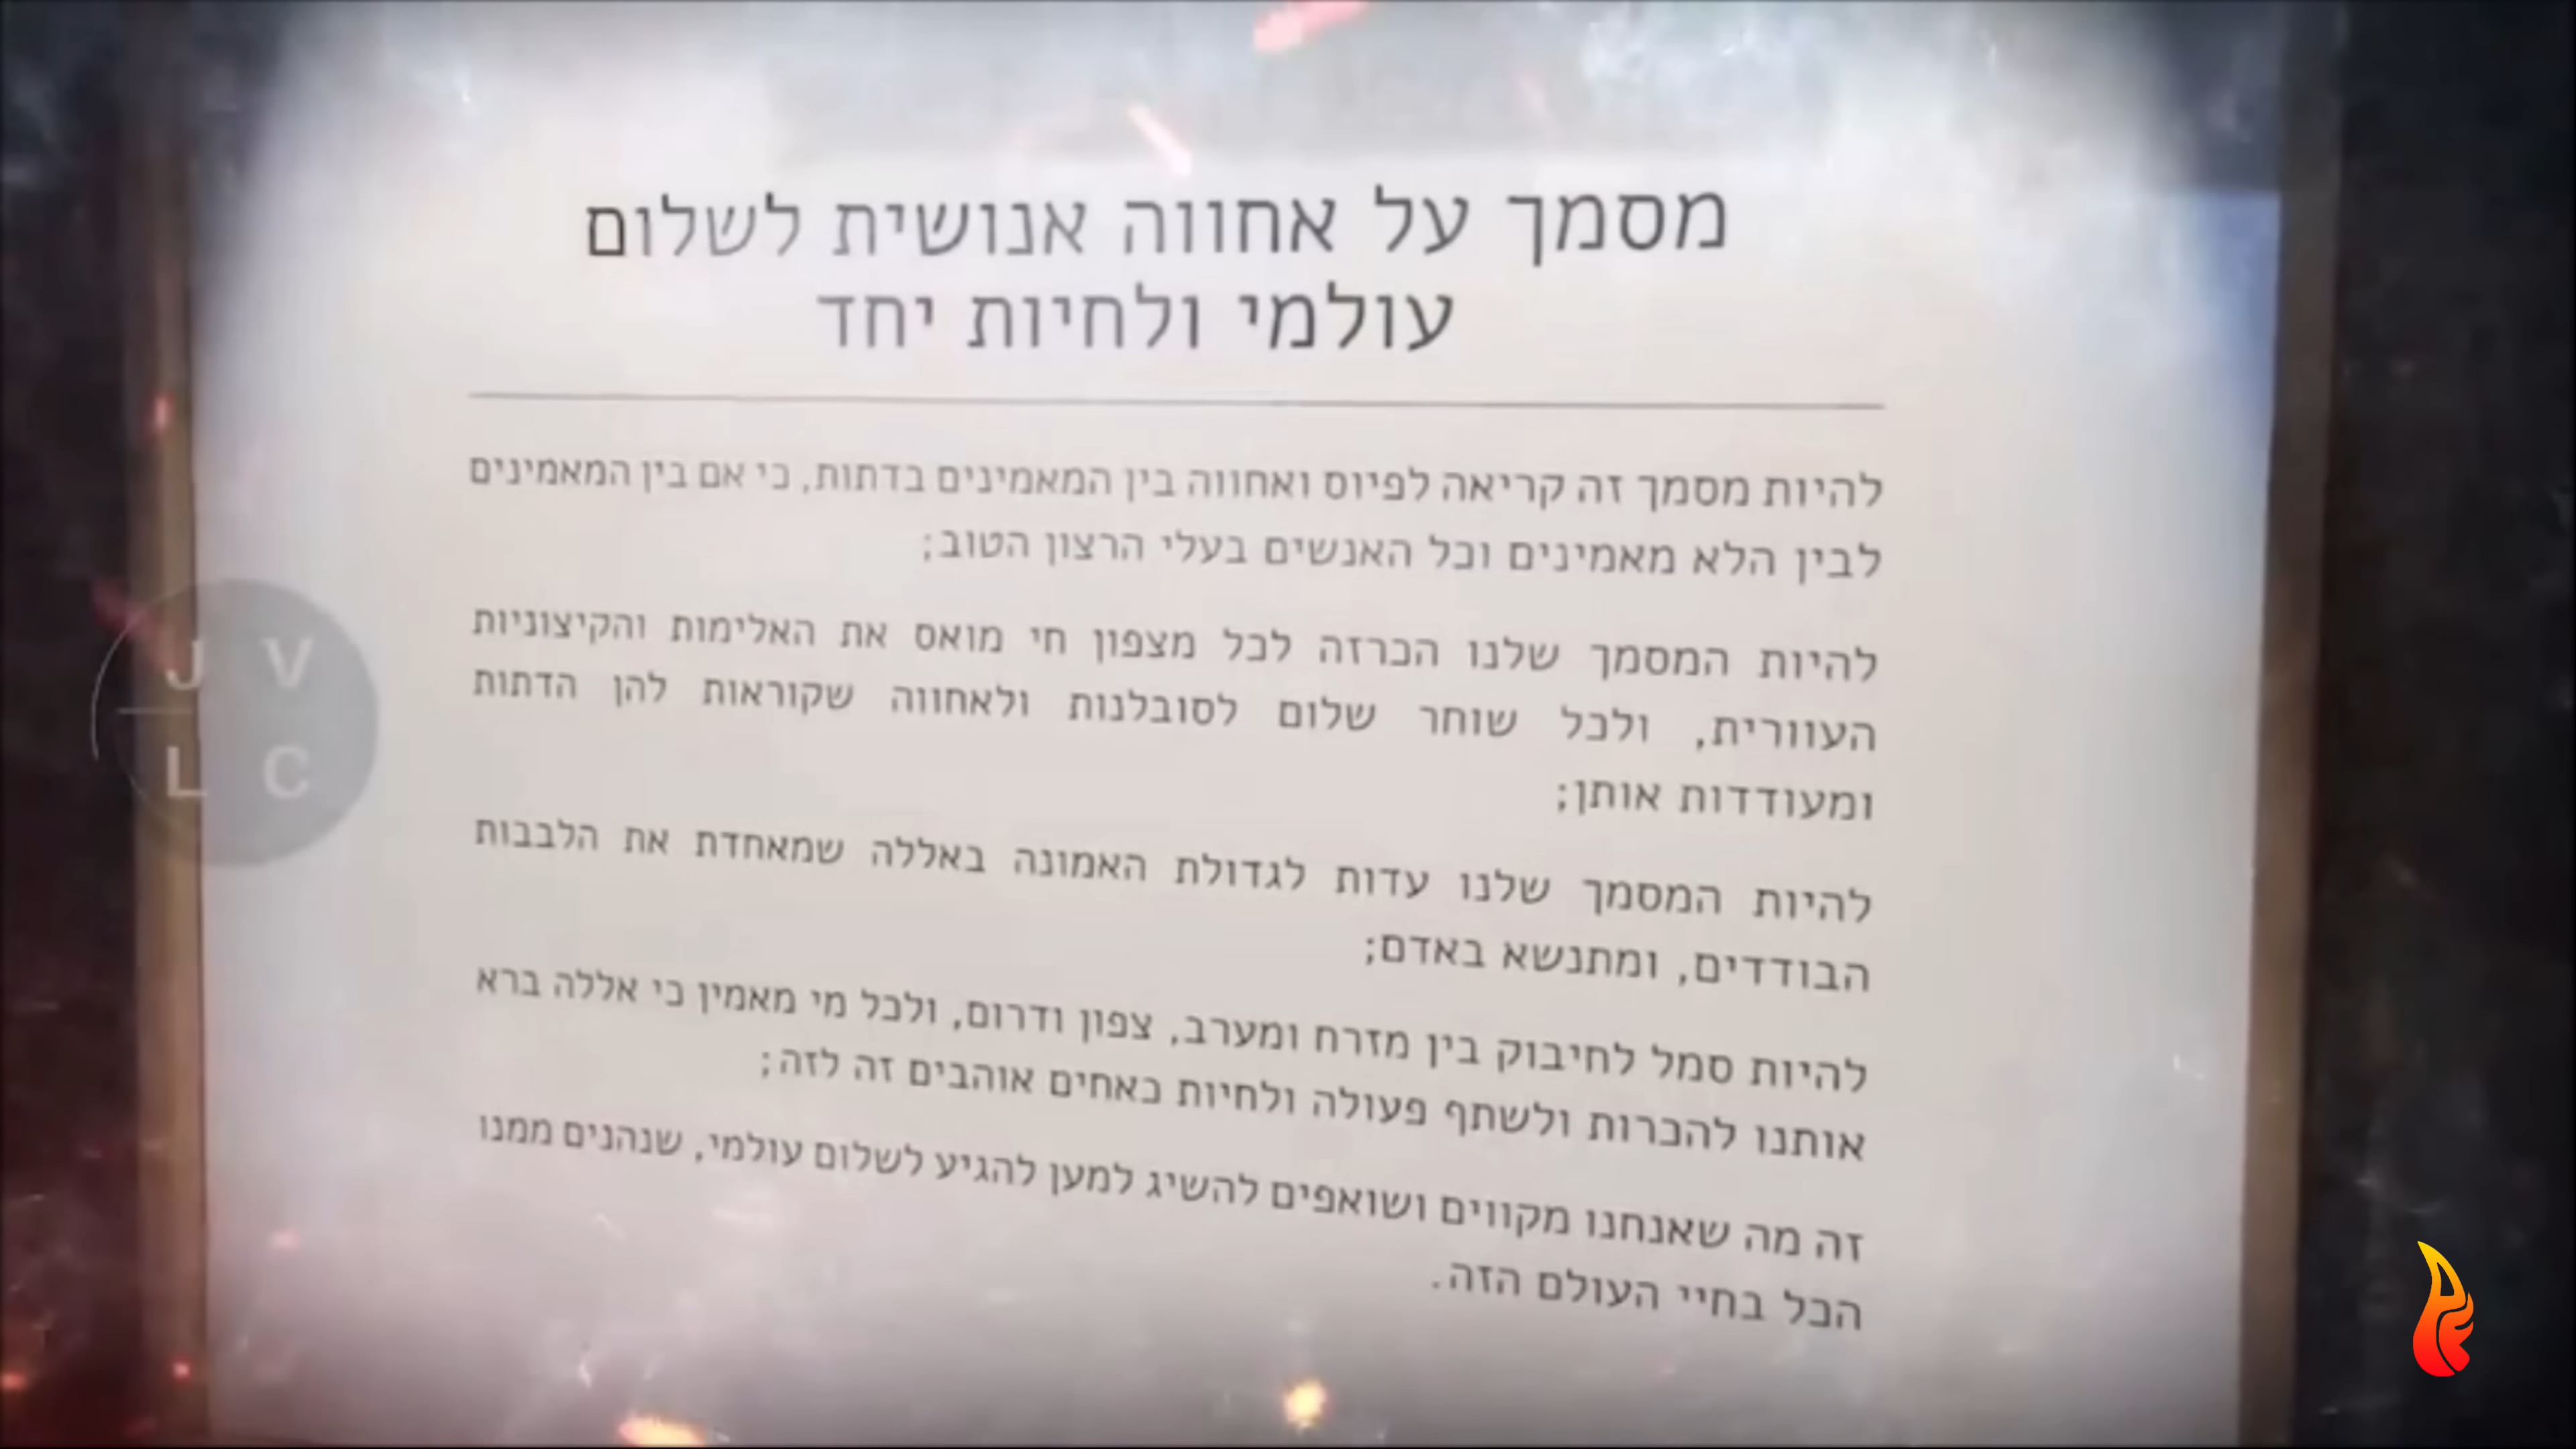 מסמך על אחווה אנושית לשלום
עולמי ולחיות יחד
להיות מסמך זה קריאה לפיוס ואחווה בין המאמינים בדתות, כי אם בין המאמינים
לבין הלא מאמינים וכל האנשים בעלי הרצון הטוב;
להיות המסמך שלנו הכרזה לכל מצפון חי מואס את האלימות והקיצוניות
העוורית, ולכל שוחר שלום לסובלנות ולאחווה שקוראות להן הדתות
ומעודדות אותן;
להיות המסמך שלנו עדות לגדולת האמונה באללה שמאחדת את הלבבות
הבודדים, ומתנשא באדם;
להיות סמל לחיבוק בין מזרח ומערב, צפון ודרום, ולכל מי מאמין כי אללה ברא
אותנו להכרות ולשתף פעולה ולחיות כאחים אוהבים זה לזה;
זה מה שאנחנו מקווים ושואפים להשיג למען להגיע לשלום עולמי, שנהנים ממנו
הכל בחיי העולם הזה.
J V
L C